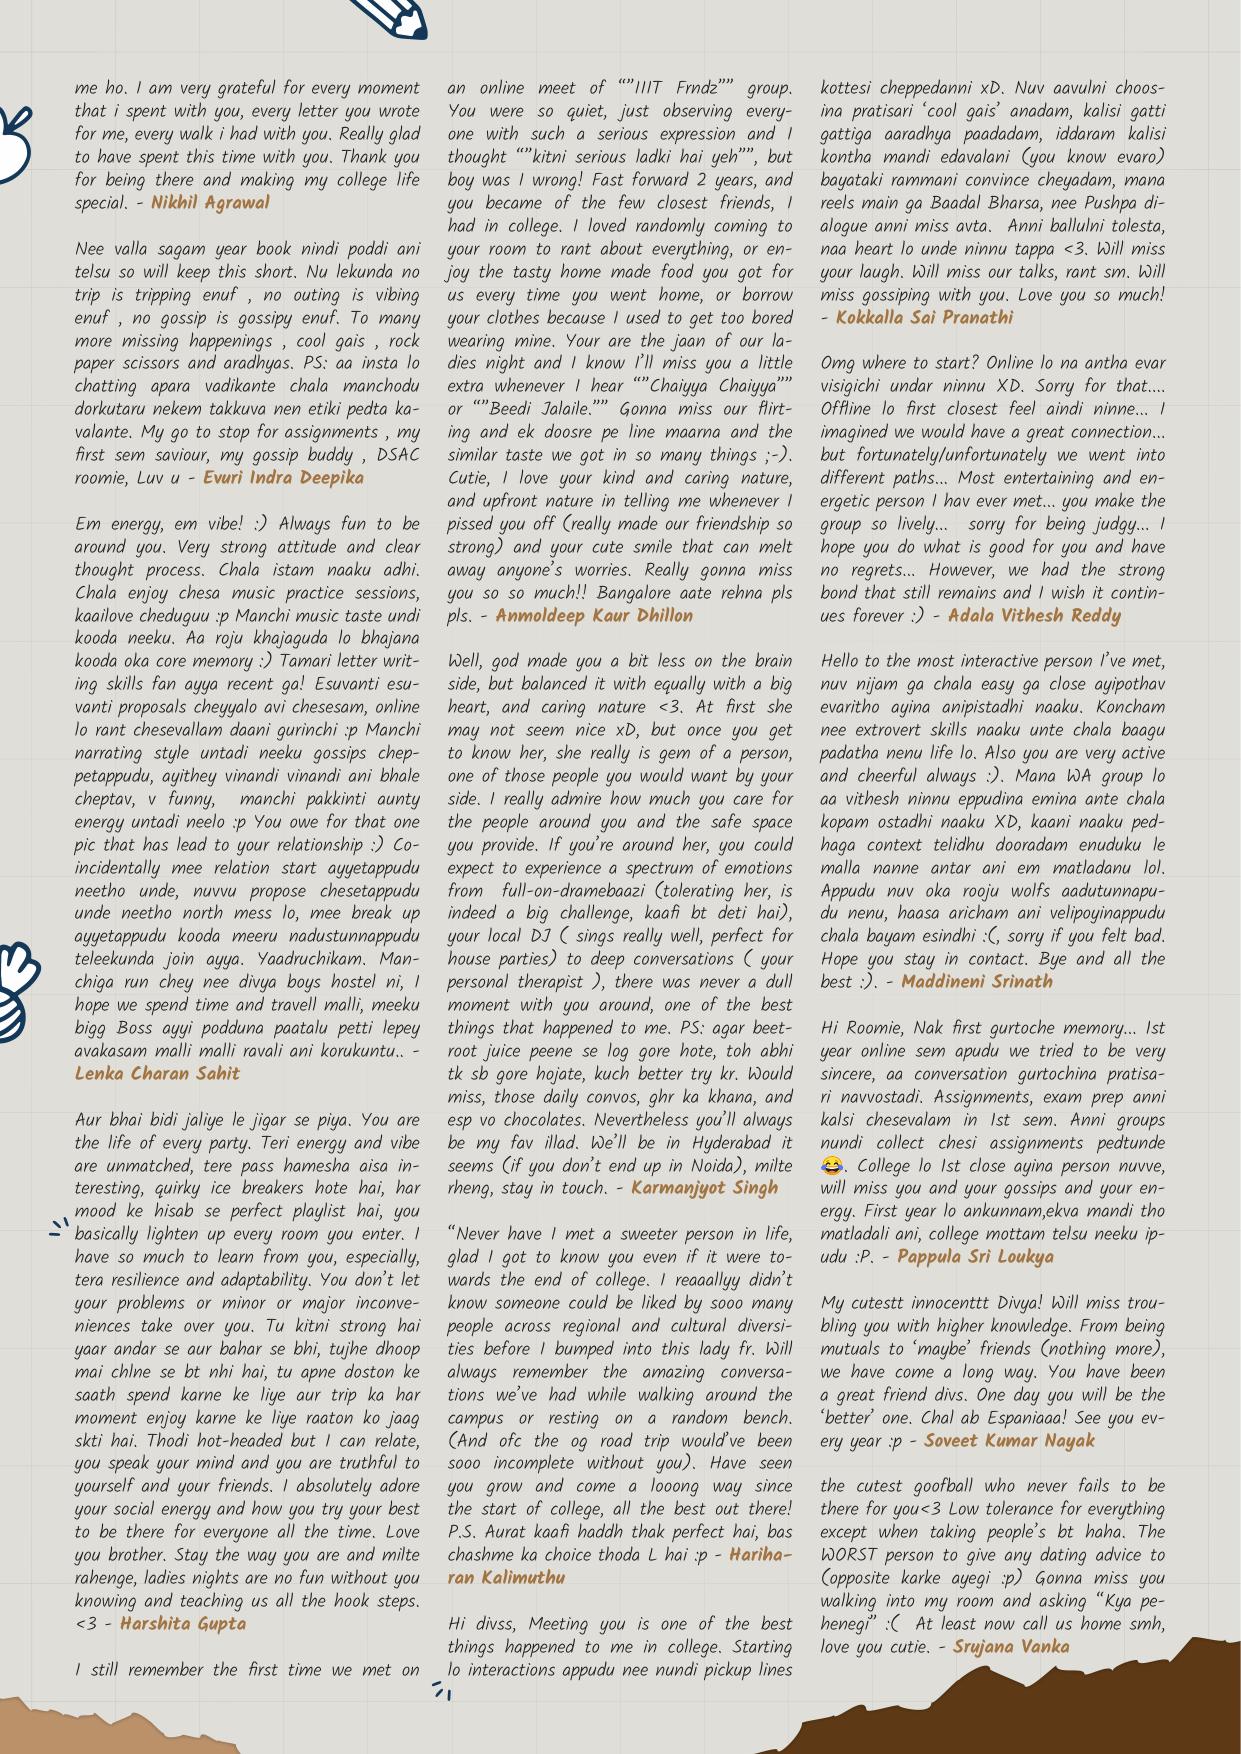 me ho. I am very grateful for every moment
that i spent with you, every letter you wrote
for me, every walk i had with you. Really glad
to have spent this time with you. Thank you
for being there and making my college life
special. - Nikhil Agrawal
Nee valla sagam year book nindi poddi ani
telsu so will keep this short. Nu lekunda no
trip is tripping enuf , no outing is vibing
enuf , no gossip is gossipy enuf. To many
more missing happenings , cool gais , rock
paper scissors and aradhyas. PS: aa insta lo
chatting apara vadikante chala manchodu
dorkutaru nekem takkuva nen etiki pedta ka-
valante. My go to stop for assignments , my
first sem saviour, my gossip buddy , DSAC
roomie, Luv u - Evuri Indra Deepika
Em energy, em vibe! :) Always fun to be
around you. Very strong attitude and clear
thought process. Chala istam naaku adhi.
Chala enjoy chesa music practice sessions,
kaailove cheduguu :p Manchi music taste undi
kooda neeku. Aa roju khajaguda lo bhajana
kooda oka core memory :) Tamari letter writ-
ing skills fan ayya recent ga! Esuvanti esu-
vanti proposals cheyyalo avi chesesam, online
lo rant chesevallam daani gurinchi :p Manchi
narrating style untadi neeku gossips chep-
petappudu, ayithey vinandi vinandi ani bhale
cheptav, v funny,  manchi pakkinti aunty
energy untadi neelo :p You owe for that one
pic that has lead to your relationship :) Co-
incidentally mee relation start ayyetappudu
neetho unde, nuvvu propose chesetappudu
unde neetho north mess lo, mee break up
ayyetappudu kooda meeru nadustunnappudu
teleekunda join ayya. Yaadruchikam. Man-
chiga run chey nee divya boys hostel ni, I
hope we spend time and travell malli, meeku
bigg Boss ayyi podduna paatalu petti lepey
avakasam malli malli ravali ani korukuntu.. -
Lenka Charan Sahit
Aur bhai bidi jaliye le jigar se piya. You are
the life of every party. Teri energy and vibe
are unmatched, tere pass hamesha aisa in-
teresting, quirky ice breakers hote hai, har
mood ke hisab se perfect playlist hai, you
basically lighten up every room you enter. I
have so much to learn from you, especially,
tera resilience and adaptability. You don't let
your problems or minor or major inconve-
niences take over you. Tu kitni strong hai
yaar andar se aur bahar se bhi, tujhe dhoop
mai chlne se bt nhi hai, tu apne doston ke
saath spend karne ke liye aur trip ka har
moment enjoy karne ke liye raaton ko jaag
skti hai. Thodi hot-headed but I can relate,
you speak your mind and you are truthful to
yourself and your friends. I absolutely adore
your social energy and how you try your best
to be there for everyone all the time. Love
you brother. Stay the way you are and milte
rahenge, ladies nights are no fun without you
knowing and teaching us all the hook steps.
<3 - Harshita Gupta
I still remember the first time we met on
an online meet of “”IIIT Frndz”” group.
You were so quiet, just observing every-
one with such a serious expression and I
thought “”kitni serious ladki hai yeh””, but
boy was I wrong! Fast forward 2 years, and
you became of the few closest friends, I
had in college. I loved randomly coming to
your room to rant about everything, or en-
joy the tasty home made food you got for
us every time you went home, or borrow
your clothes because I used to get too bored
wearing mine. Your are the jaan of our la-
dies night and I know I'll miss you a little
extra whenever I hear “”Chaiyya Chaiyya””
or “”Beedi Jalaile.”” Gonna miss our flirt-
ing and ek doosre pe line maarna and the
similar taste we got in so many things ;-).
Cutie, I love your kind and caring nature,
and upfront nature in telling me whenever I
pissed you off (really made our friendship so
strong) and your cute smile that can melt
away anyone's worries. Really gonna miss
you so so much!! Bangalore aate rehna pls
pls. - Anmoldeep Kaur Dhillon
Well, god made you a bit less on the brain
side, but balanced it with equally with a big
heart, and caring nature <3. At first she
may not seem nice xD, but once you get
to know her, she really is gem of a person,
one of those people you would want by your
side. I really admire how much you care for
the people around you and the safe space
you provide. If you're around her, you could
expect to experience a spectrum of emotions
from  full-on-dramebaazi (tolerating her, is
indeed a big challenge, kaafi bt deti hai),
your local DJ ( sings really well, perfect for
house parties) to deep conversations ( your
personal therapist ), there was never a dull
moment with you around, one of the best
things that happened to me. PS: agar beet-
root juice peene se log gore hote, toh abhi
tk sb gore hojate, kuch better try kr. Would
miss, those daily convos, ghr ka khana, and
esp vo chocolates. Nevertheless you'll always
be my fav illad. We'll be in Hyderabad it
seems (if you don't end up in Noida), milte
rheng, stay in touch. - Karmanjyot Singh
“Never have I met a sweeter person in life,
glad I got to know you even if it were to-
wards the end of college. I reaaallyy didn't
know someone could be liked by sooo many
people across regional and cultural diversi-
ties before I bumped into this lady fr. Will
always remember the amazing conversa-
tions we've had while walking around the
campus or resting on a random bench.
(And ofc the og road trip would've been
sooo incomplete without you). Have seen
you grow and come a looong way since
the start of college, all the best out there!
P.S. Aurat kaafi haddh thak perfect hai, bas
chashme ka choice thoda L hai :p - Hariha-
ran Kalimuthu
Hi divss, Meeting you is one of the best
things happened to me in college. Starting
lo interactions appudu nee nundi pickup lines
kottesi cheppedanni xD. Nuv aavulni choos-
ina pratisari ‘cool gais’ anadam, kalisi gatti
gattiga aaradhya paadadam, iddaram kalisi
kontha mandi edavalani (you know evaro)
bayataki rammani convince cheyadam, mana
reels main ga Baadal Bharsa, nee Pushpa di-
alogue anni miss avta.  Anni ballulni tolesta,
naa heart lo unde ninnu tappa <3. Will miss
your laugh. Will miss our talks, rant sm. Will
miss gossiping with you. Love you so much!
- Kokkalla Sai Pranathi
Omg where to start? Online lo na antha evar
visigichi undar ninnu XD. Sorry for that....
Offline lo first closest feel aindi ninne... I
imagined we would have a great connection...
but fortunately/unfortunately we went into
different paths... Most entertaining and en-
ergetic person I hav ever met... you make the
group so lively...  sorry for being judgy... I
hope you do what is good for you and have
no regrets... However, we had the strong
bond that still remains and I wish it contin-
ues forever :) - Adala Vithesh Reddy
Hello to the most interactive person I've met,
nuv nijam ga chala easy ga close ayipothav
evaritho ayina anipistadhi naaku. Koncham
nee extrovert skills naaku unte chala baagu
padatha nenu life lo. Also you are very active
and cheerful always :). Mana WA group lo
aa vithesh ninnu eppudina emina ante chala
kopam ostadhi naaku XD, kaani naaku ped-
haga context telidhu dooradam enuduku le
malla nanne antar ani em matladanu lol.
Appudu nuv oka rooju wolfs aadutunnapu-
du nenu, haasa aricham ani velipoyinappudu
chala bayam esindhi :(, sorry if you felt bad.
Hope you stay in contact. Bye and all the
best :). - Maddineni Srinath
Hi Roomie, Nak first gurtoche memory... 1st
year online sem apudu we tried to be very
sincere, aa conversation gurtochina pratisa-
ri navvostadi. Assignments, exam prep anni
kalsi chesevalam in 1st sem. Anni groups
nundi collect chesi assignments pedtunde
😂. College lo 1st close ayina person nuvve,
will miss you and your gossips and your en-
ergy. First year lo ankunnam,ekva mandi tho
matladali ani, college mottam telsu neeku ip-
udu :P. - Pappula Sri Loukya
My cutestt innocenttt Divya! Will miss trou-
bling you with higher knowledge. From being
mutuals to ‘maybe’ friends (nothing more),
we have come a long way. You have been
a great friend divs. One day you will be the
‘better’ one. Chal ab Espaniaaa! See you ev-
ery year :p - Soveet Kumar Nayak
the cutest goofball who never fails to be
there for you<3 Low tolerance for everything
except when taking people's bt haha. The
WORST person to give any dating advice to
(opposite karke ayegi :p) Gonna miss you
walking into my room and asking “Kya pe-
henegi” :(  At least now call us home smh,
love you cutie. - Srujana Vanka